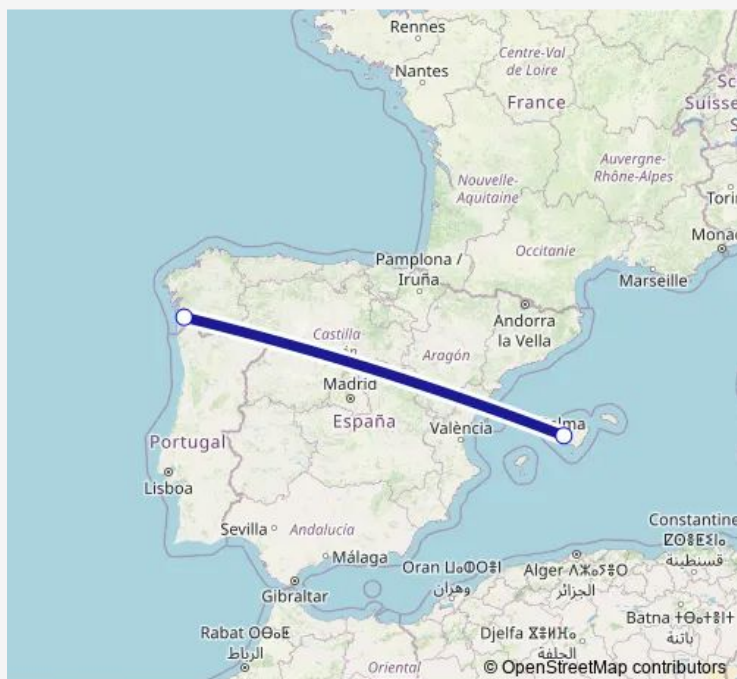 Rennes
Centre-Val
de Loire
Nantes
France
Suisse
Auvergne-
Rhône-Alpes
Nouvelle-
Aquitaine
Occitanie
Marseille
Pamplona /
Iruña
Andorra
la Vella
Castilla
Aragón
Madrid
España
València
Portugal
Lisboa
Sevilla
Andalucía
Málaga
Gibraltar
Oran
وهران
Alger
الجزائر
Constantine
قسنطينة
Batna
باتنة
Djelfa
الجلفة
Rabat
الرباط
Oriental
© OpenStreetMap contributors